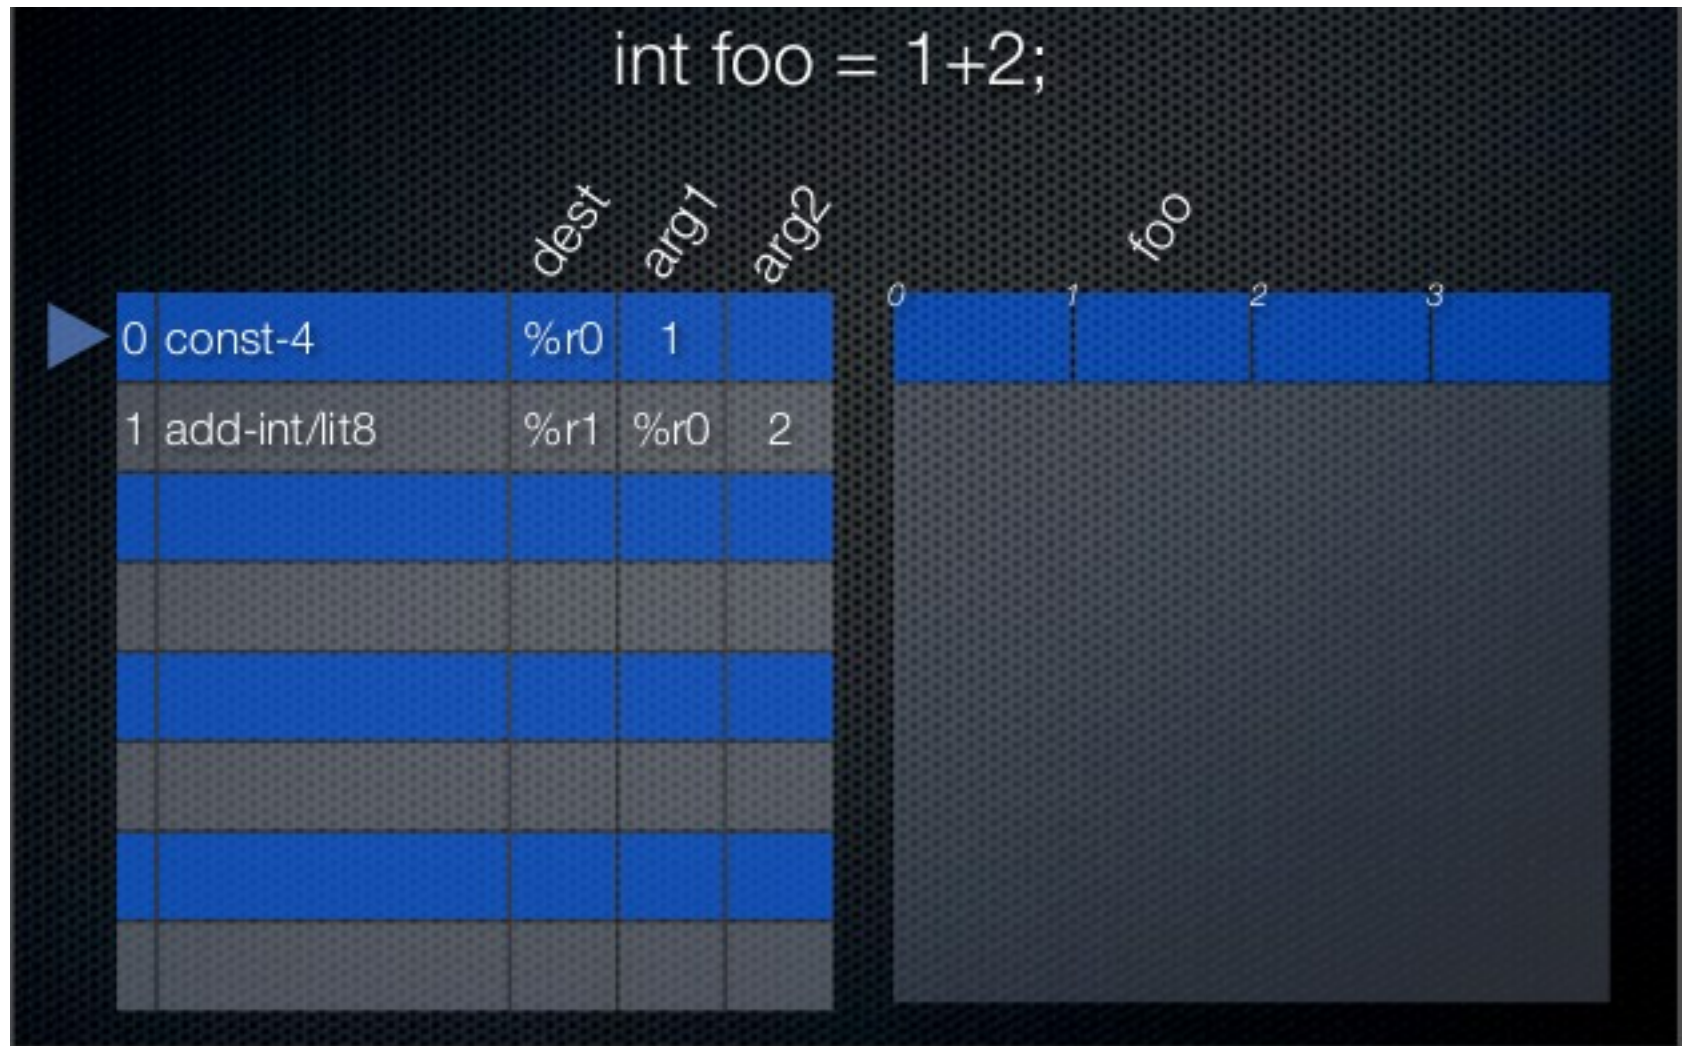 int foo = 1+2;
dest arg1 arg2 foo
0 1 2 3
0 const-4 %r0 1
1 add-int/lit8 %r1 %r0 2